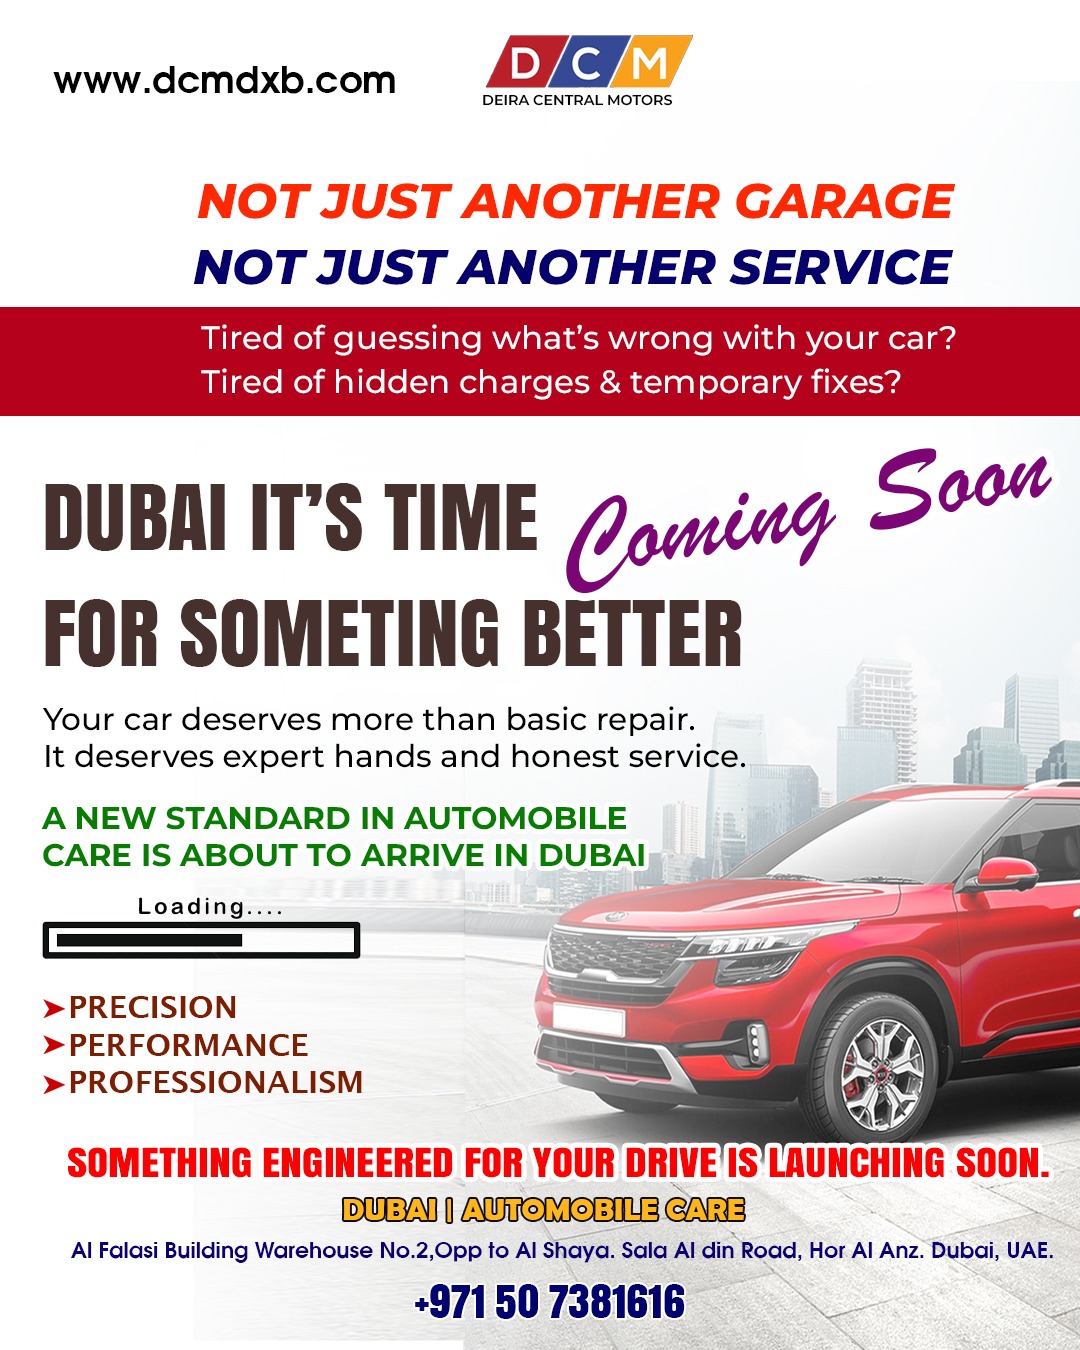 www.dcmdxb.com
DCM
DEIRA CENTRAL MOTORS
NOT JUST ANOTHER GARAGE
NOT JUST ANOTHER SERVICE
Tired of guessing what's wrong with your car?
Tired of hidden charges & temporary fixes?
DUBAI IT'S TIME
Coming Soon
FOR SOMETING BETTER
Your car deserves more than basic repair.
It deserves expert hands and honest service.
A NEW STANDARD IN AUTOMOBILE
CARE IS ABOUT TO ARRIVE IN DUBAI
Loading....
➤PRECISION
➤PERFORMANCE
➤PROFESSIONALISM
SOMETHING ENGINEERED FOR YOUR DRIVE IS LAUNCHING SOON.
DUBAI | AUTOMOBILE CARE
Al Falasi Building Warehouse No.2,Opp to Al Shaya. Sala Al din Road, Hor Al Anz. Dubai, UAE.
+971 50 7381616